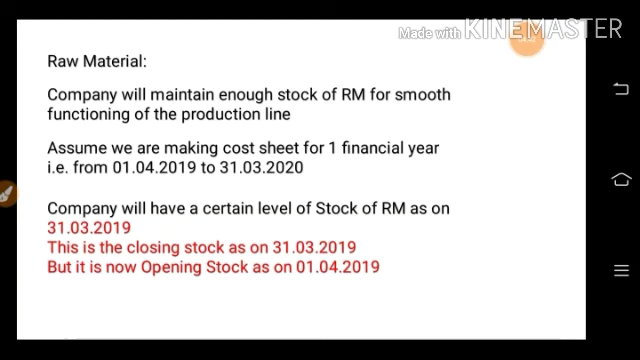 Made with KINEMASTER
Raw Material:
Company will maintain enough stock of RM for smooth
functioning of the production line
Assume we are making cost sheet for 1 financial year
i.e. from 01.04.2019 to 31.03.2020
Company will have a certain level of Stock of RM as on
31.03.2019
This is the closing stock as on 31.03.2019
But it is now Opening Stock as on 01.04.2019